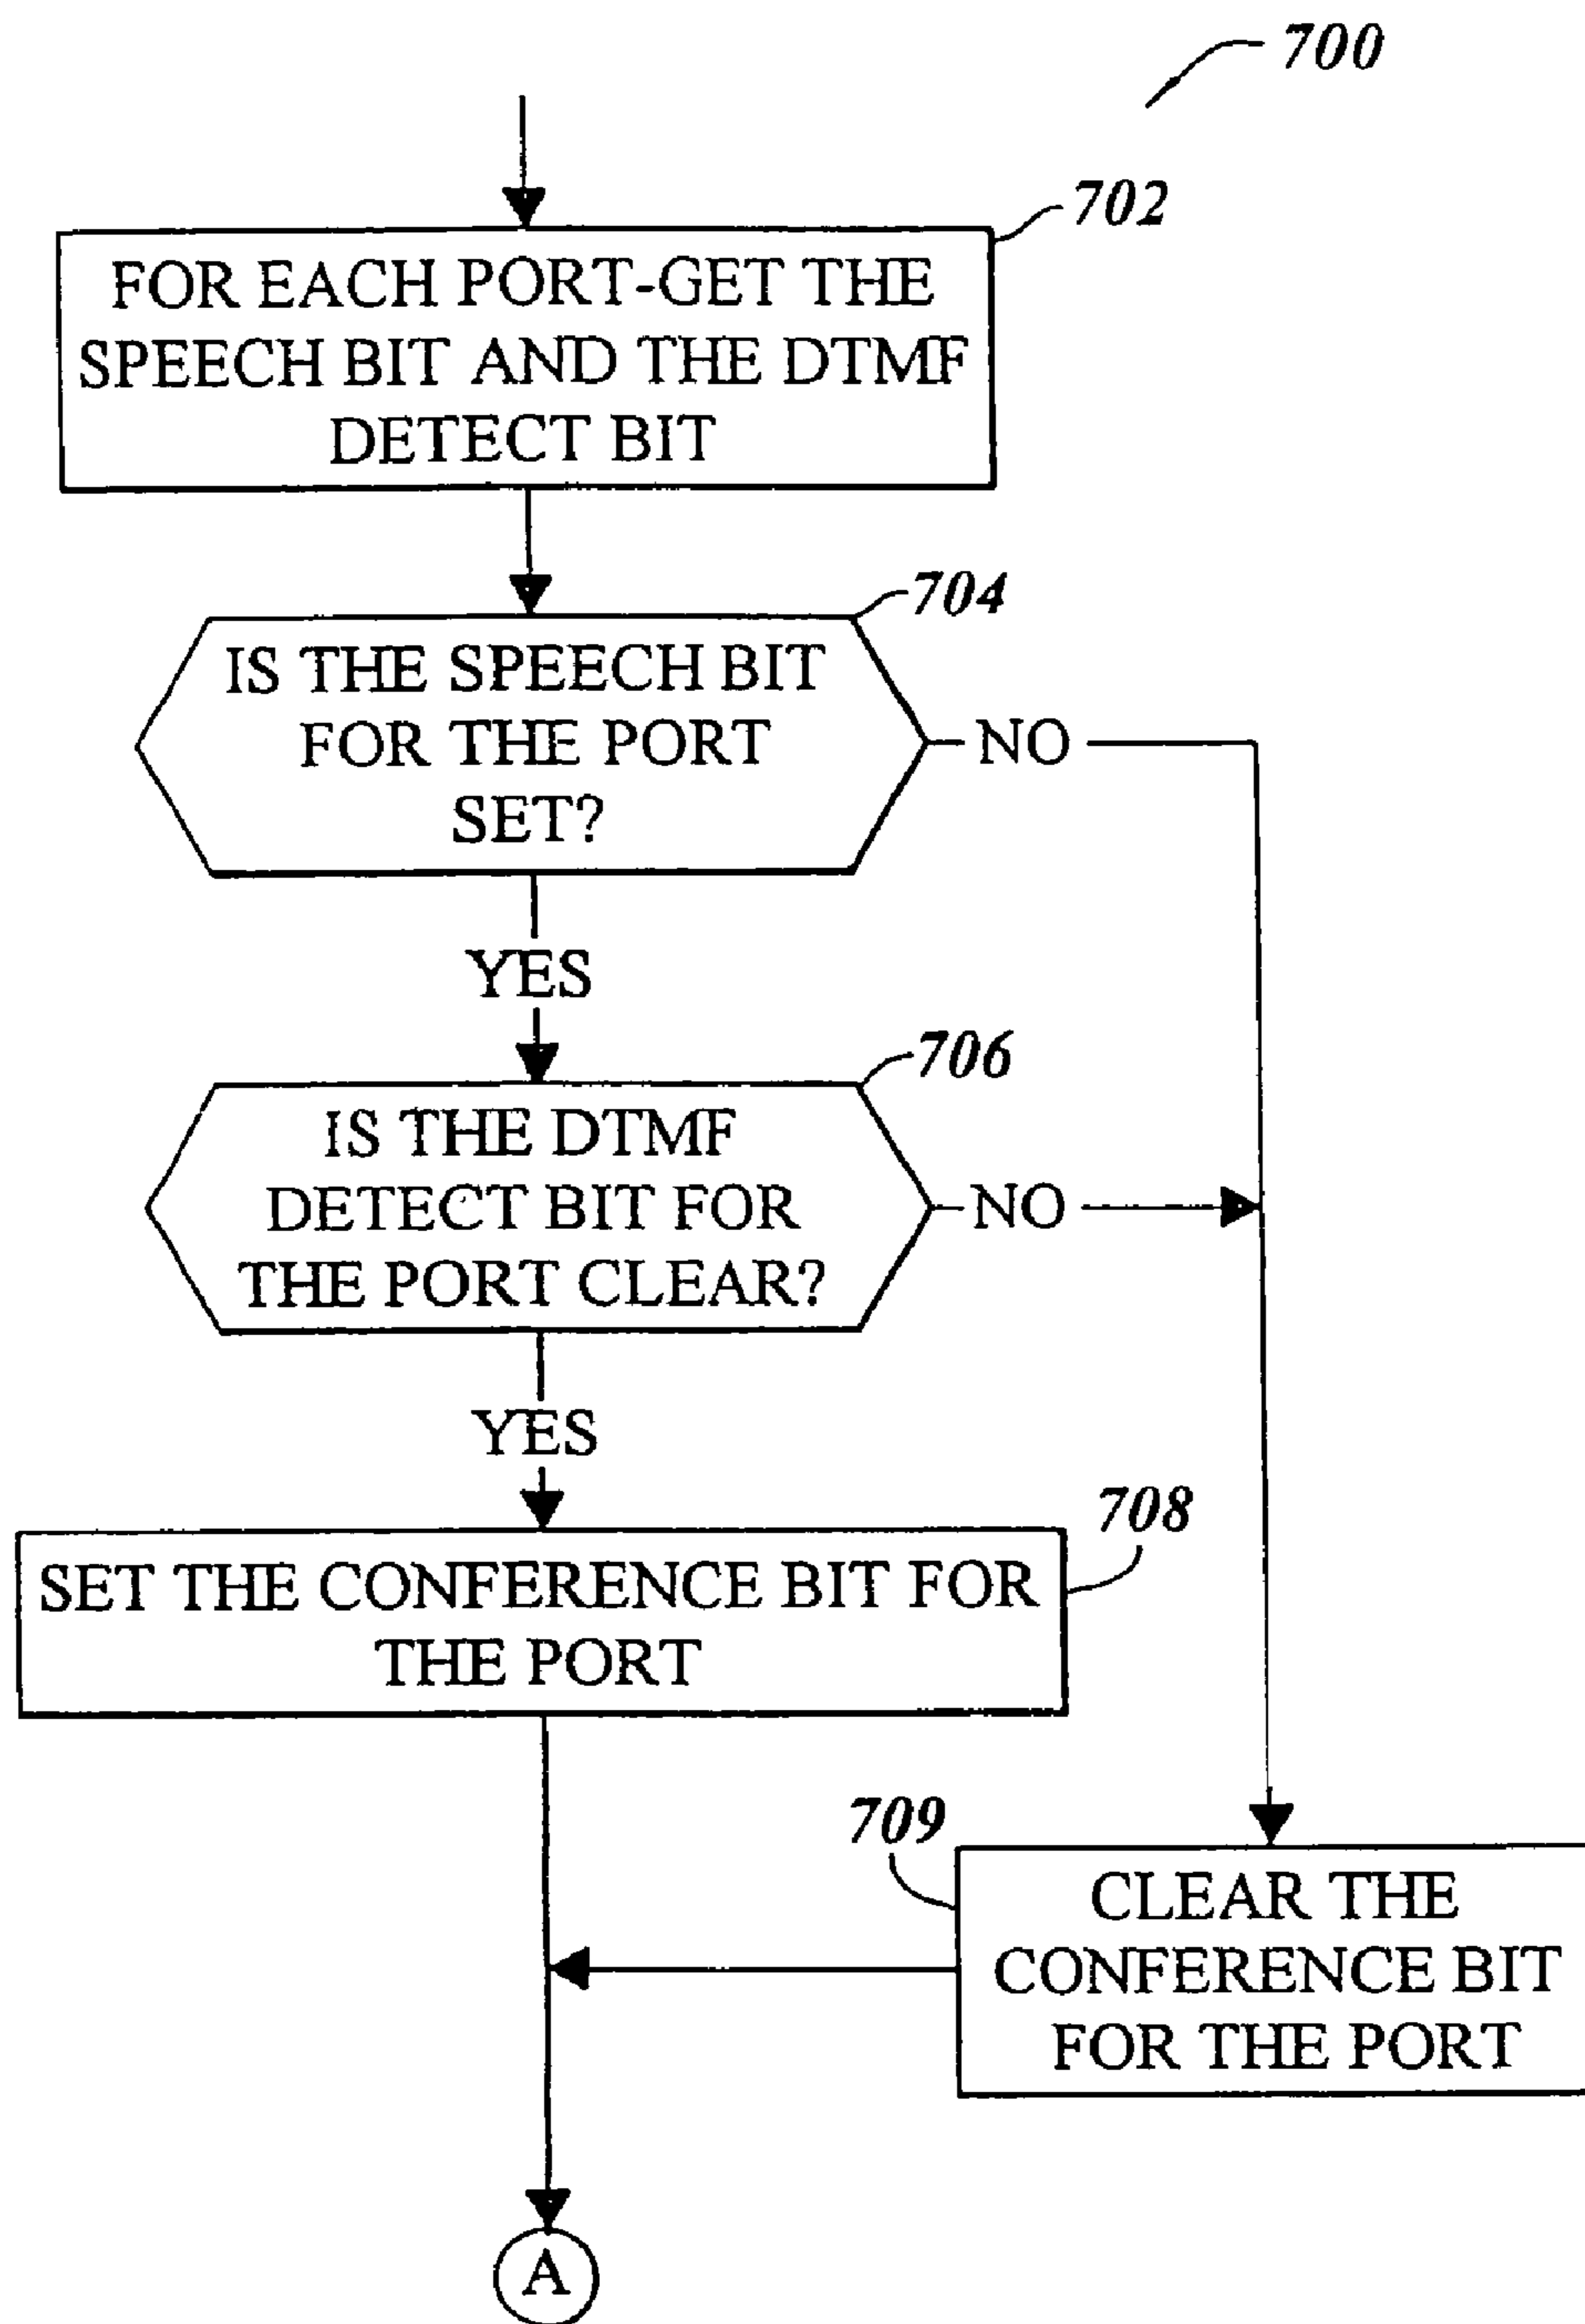 700
702
FOR EACH PORT-GET THE
SPEECH BIT AND THE DTMF
DETECT BIT
704
IS THE SPEECH BIT
FOR THE PORT
SET?
NO
YES
706
IS THE DTMF
DETECT BIT FOR
THE PORT CLEAR?
NO
YES
708
SET THE CONFERENCE BIT FOR
THE PORT
709
CLEAR THE
CONFERENCE BIT
FOR THE PORT
A